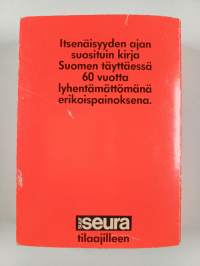 Itsenäisyyden ajan
suosituin kirja
Suomen täyttäessä
60 vuotta
lyhentämättömänä
erikoispainoksena.
seura
tilaajilleen